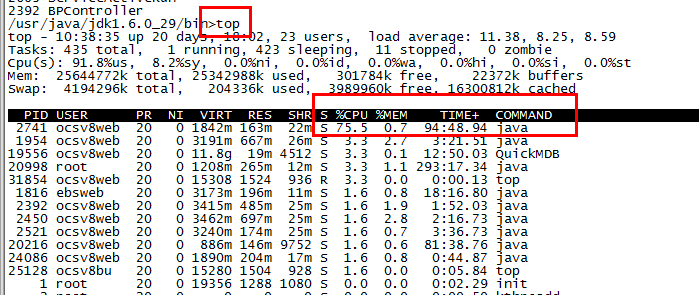 2392 BPController
/usr/java/jdk1.6.0_29/bin>top
top - 10:38:35 up 20 days, 18:02, 23 users,  load average: 11.38, 8.25, 8.59
Tasks: 435 total,   1 running, 423 sleeping,  11 stopped,   0 zombie
Cpu(s): 91.8%us,  8.2%sy,  0.0%ni,  0.0%id,  0.0%wa,  0.0%hi,  0.0%si,  0.0%st
Mem:  25644772k total, 25342988k used,   301784k free,    22372k buffers
Swap:  4194296k total,   204336k used,  3989960k free, 16300812k cached
PID USER      PR  NI  VIRT  RES  SHR S %CPU %MEM    TIME+  COMMAND
2741 ocsv8web  20   0 1842m 163m  22m S 75.5  0.7  94:48.94 java
1954 ocsv8web  20   0 3191m 667m  26m S  3.3  2.7   3:21.51 java
19556 ocsv8web  20   0 11.8g  19m 4512 S  3.3  0.1  12:50.03 QuickMDB
20998 root      20   0 1208m 265m  12m S  3.3  1.1 293:17.34 java
31854 ocsv8web  20   0 15308 1524  936 R  3.3  0.0   0:00.13 top
1816 ebsweb    20   0 3173m 196m  11m S  1.6  0.8  18:16.80 java
2392 ocsv8web  20   0 3415m 485m  25m S  1.6  1.9   1:52.03 java
2450 ocsv8web  20   0 3462m 697m  25m S  1.6  2.8   2:16.73 java
2521 ocsv8web  20   0 3240m 174m  25m S  1.6  0.7   3:36.73 java
20216 ocsv8web  20   0  886m 146m 9752 S  1.6  0.6  81:38.76 java
24086 ocsv8web  20   0 1890m 204m  17m S  1.6  0.8   0:44.87 java
25128 ocsv8bu   20   0 15280 1504  928 S  1.6  0.0   0:05.84 top
1 root      20   0 19356 1288 1080 S  0.0  0.0   0:02.29 init